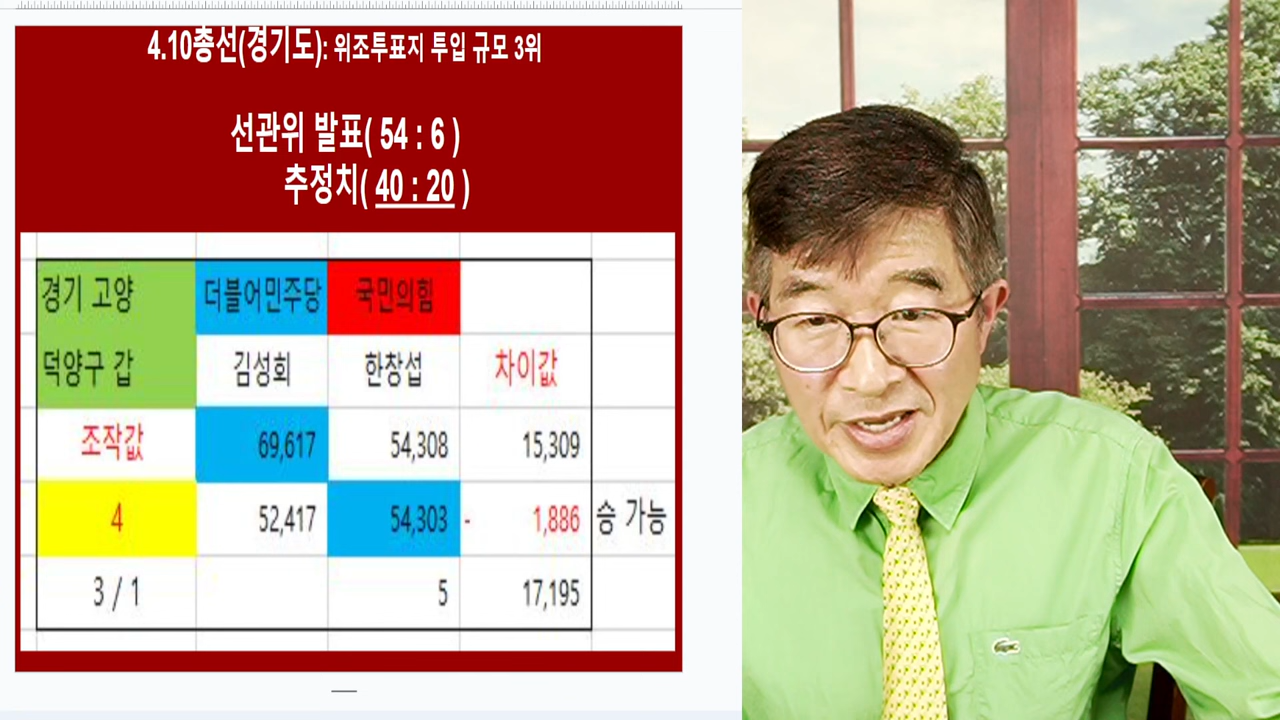 4.10총선(경기도): 위조투표지 투입 규모 3위
선관위 발표( 54 : 6 )
추정치( 40 : 20 )
경기 고양 더불어민주당 국민의힘
덕양구 갑 김성회 한창섭 차이값
조작값 69,617 54,308 15,309
4 52,417 54,303 - 1,886 승 가능
3 / 1 5 17,195